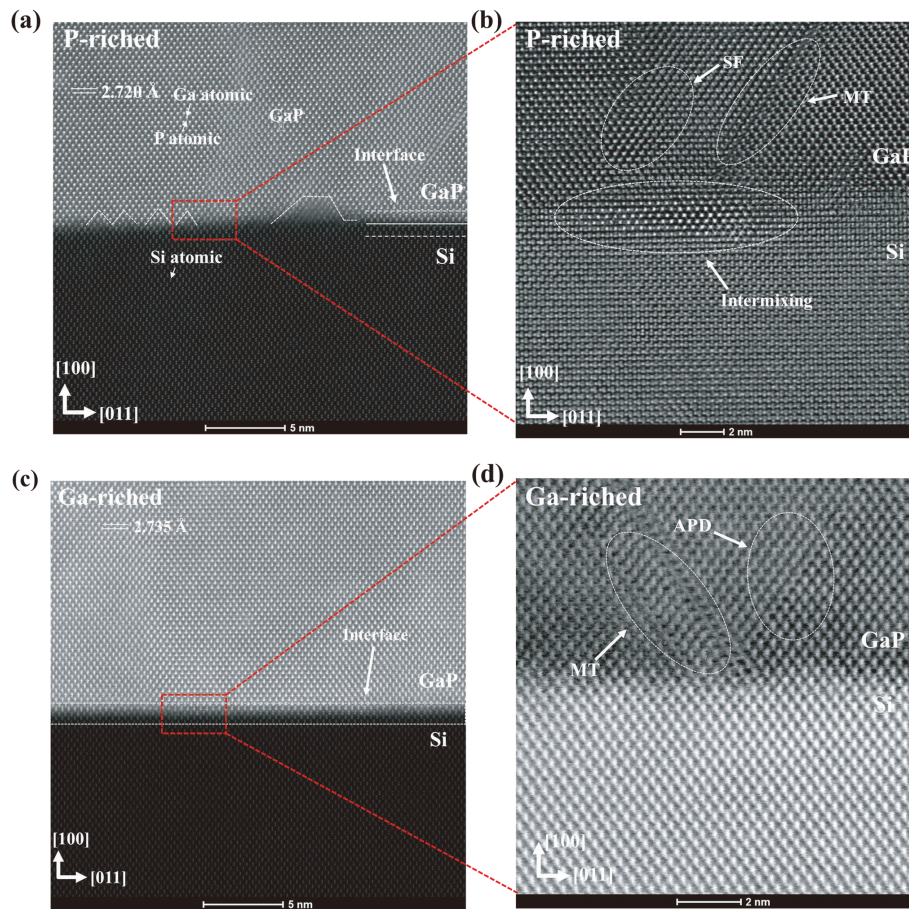 (a)
P-riched
2.720 Å
Ga atomic
P atomic
GaP
Interface
GaP
Si
Si atomic
[100]
[011]
5 nm
(b)
P-riched
SF
MT
GaP
Si
Intermixing
[100]
[011]
2 nm
(c)
Ga-riched
2.735 Å
Interface
GaP
Si
[100]
[011]
5 nm
(d)
Ga-riched
APD
MT
GaP
Si
[100]
[011]
2 nm